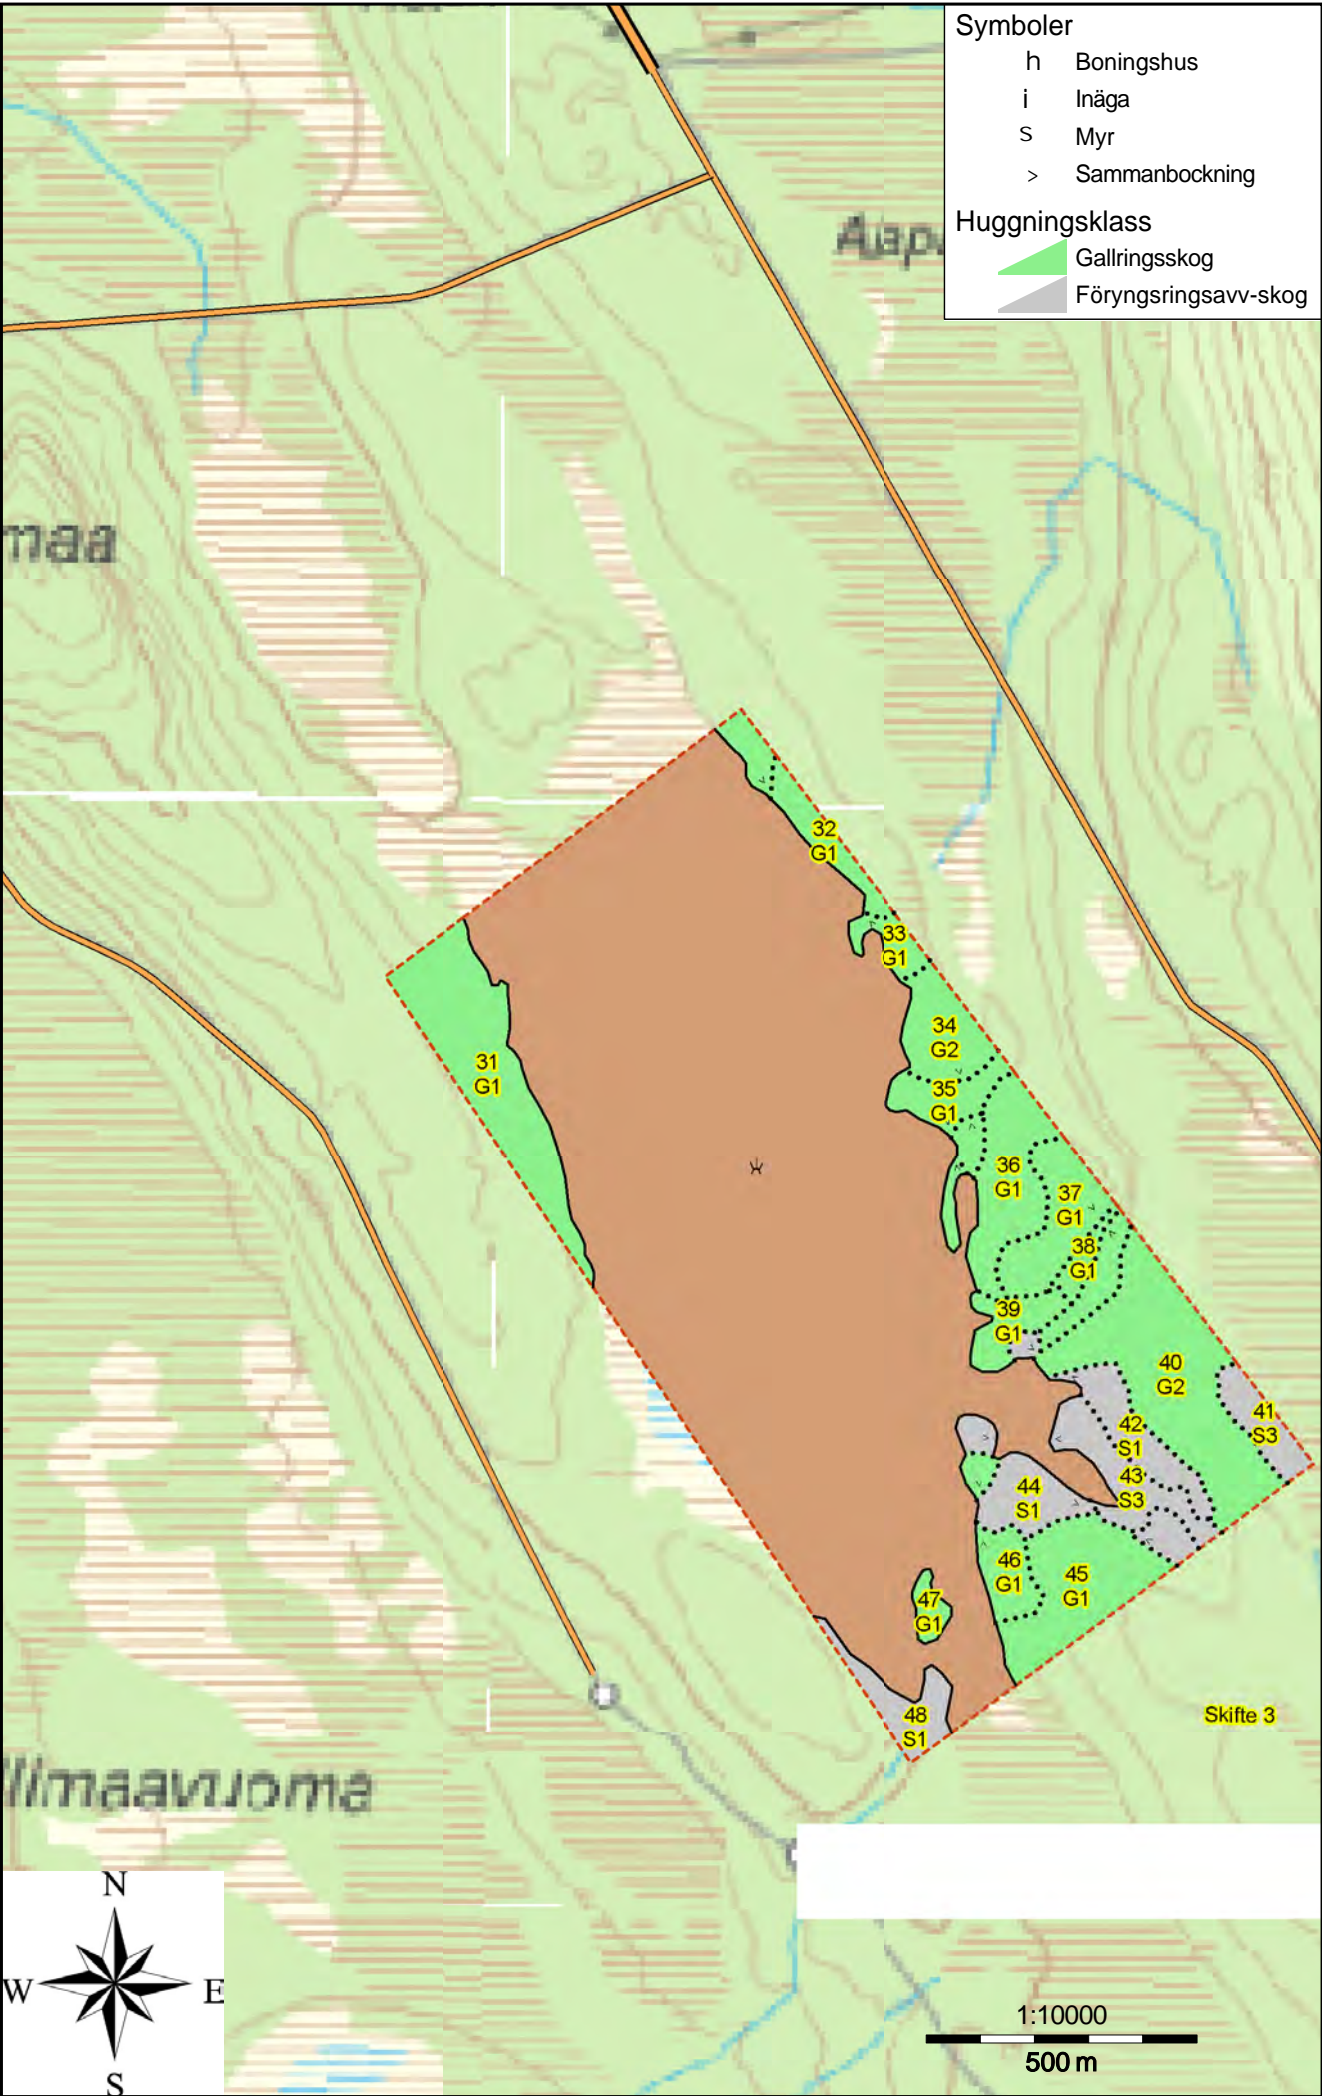 Symboler
h Boningshus
i Inäga
S Myr
> Sammanbockning
Huggningsklass
Gallringsskog
Föryngsringsavv-skog
maa
32
G1
33
G1
34
G2
31
G1
35
G1
36
G1
37
G1
38
G1
39
G1
40
G2
41
S3
42
S1
43
S3
44
S1
46
G1
45
G1
47
G1
48
S1
Skifte 3
limaavuoma
N
W E
S
1:10000
500 m